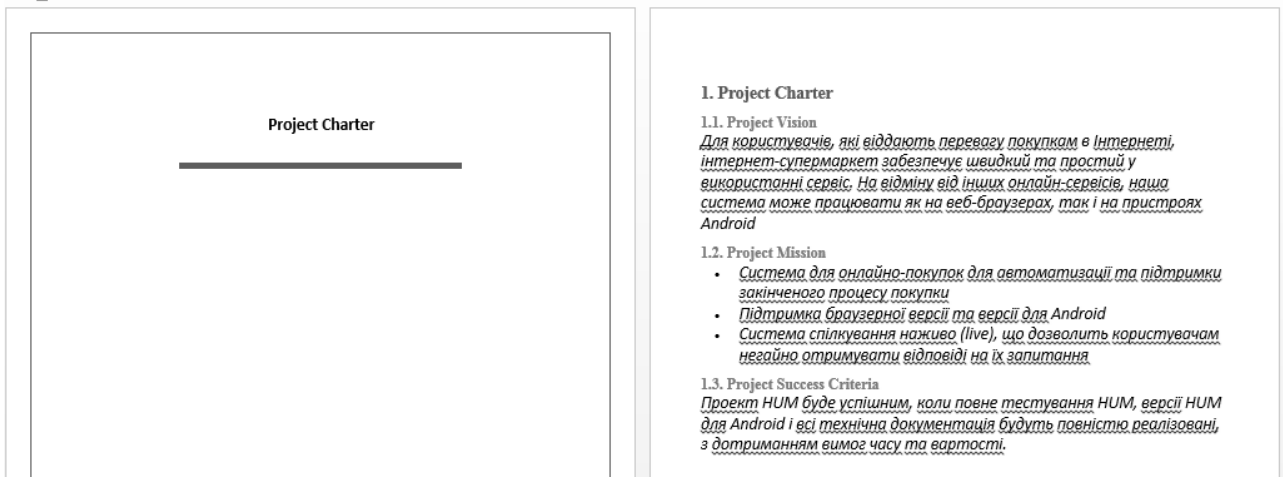 Project Charter
1. Project Charter
1.1. Project Vision
Для користувачів, які віддають перевагу покупкам в Інтернеті,
інтернет-супермаркет забезпечує швидкий та простий у
використанні сервіс. На відміну від інших онлайн-сервісів, наша
система може працювати як на веб-браузерах, так і на пристроях
Android
1.2. Project Mission
• Система для онлайно-покупок для автоматизації та підтримки
закінченого процесу покупки
• Підтримка браузерної версії та версії для Android
• Система спілкування наживо (live), що дозволить користувачам
негайно отримувати відповіді на їх запитання
1.3. Project Success Criteria
Проект HUM буде успішним, коли повне тестування HUM, версії HUM
для Android і всі технічна документація будуть повністю реалізовані,
з дотриманням вимог часу та вартості.